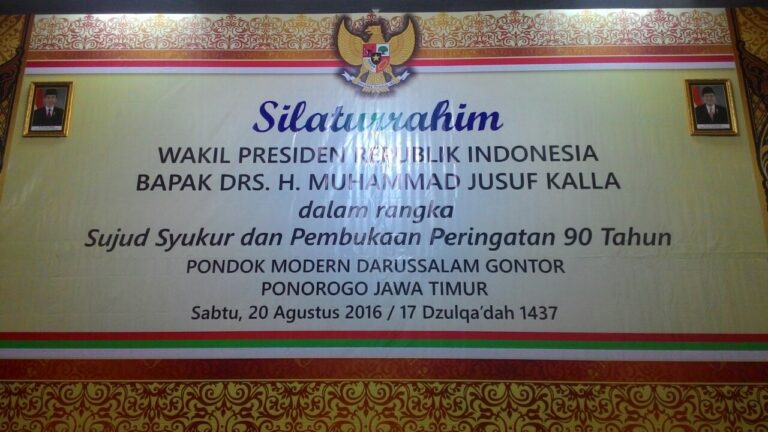 Silaturrahim
WAKIL PRESIDEN REPUBLIK INDONESIA
BAPAK DRS. H. MUHAMMAD JUSUF KALLA
dalam rangka
Sujud Syukur dan Pembukaan Peringatan 90 Tahun
PONDOK MODERN DARUSSALAM GONTOR
PONOROGO JAWA TIMUR
Sabtu, 20 Agustus 2016 / 17 Dzulqa'dah 1437